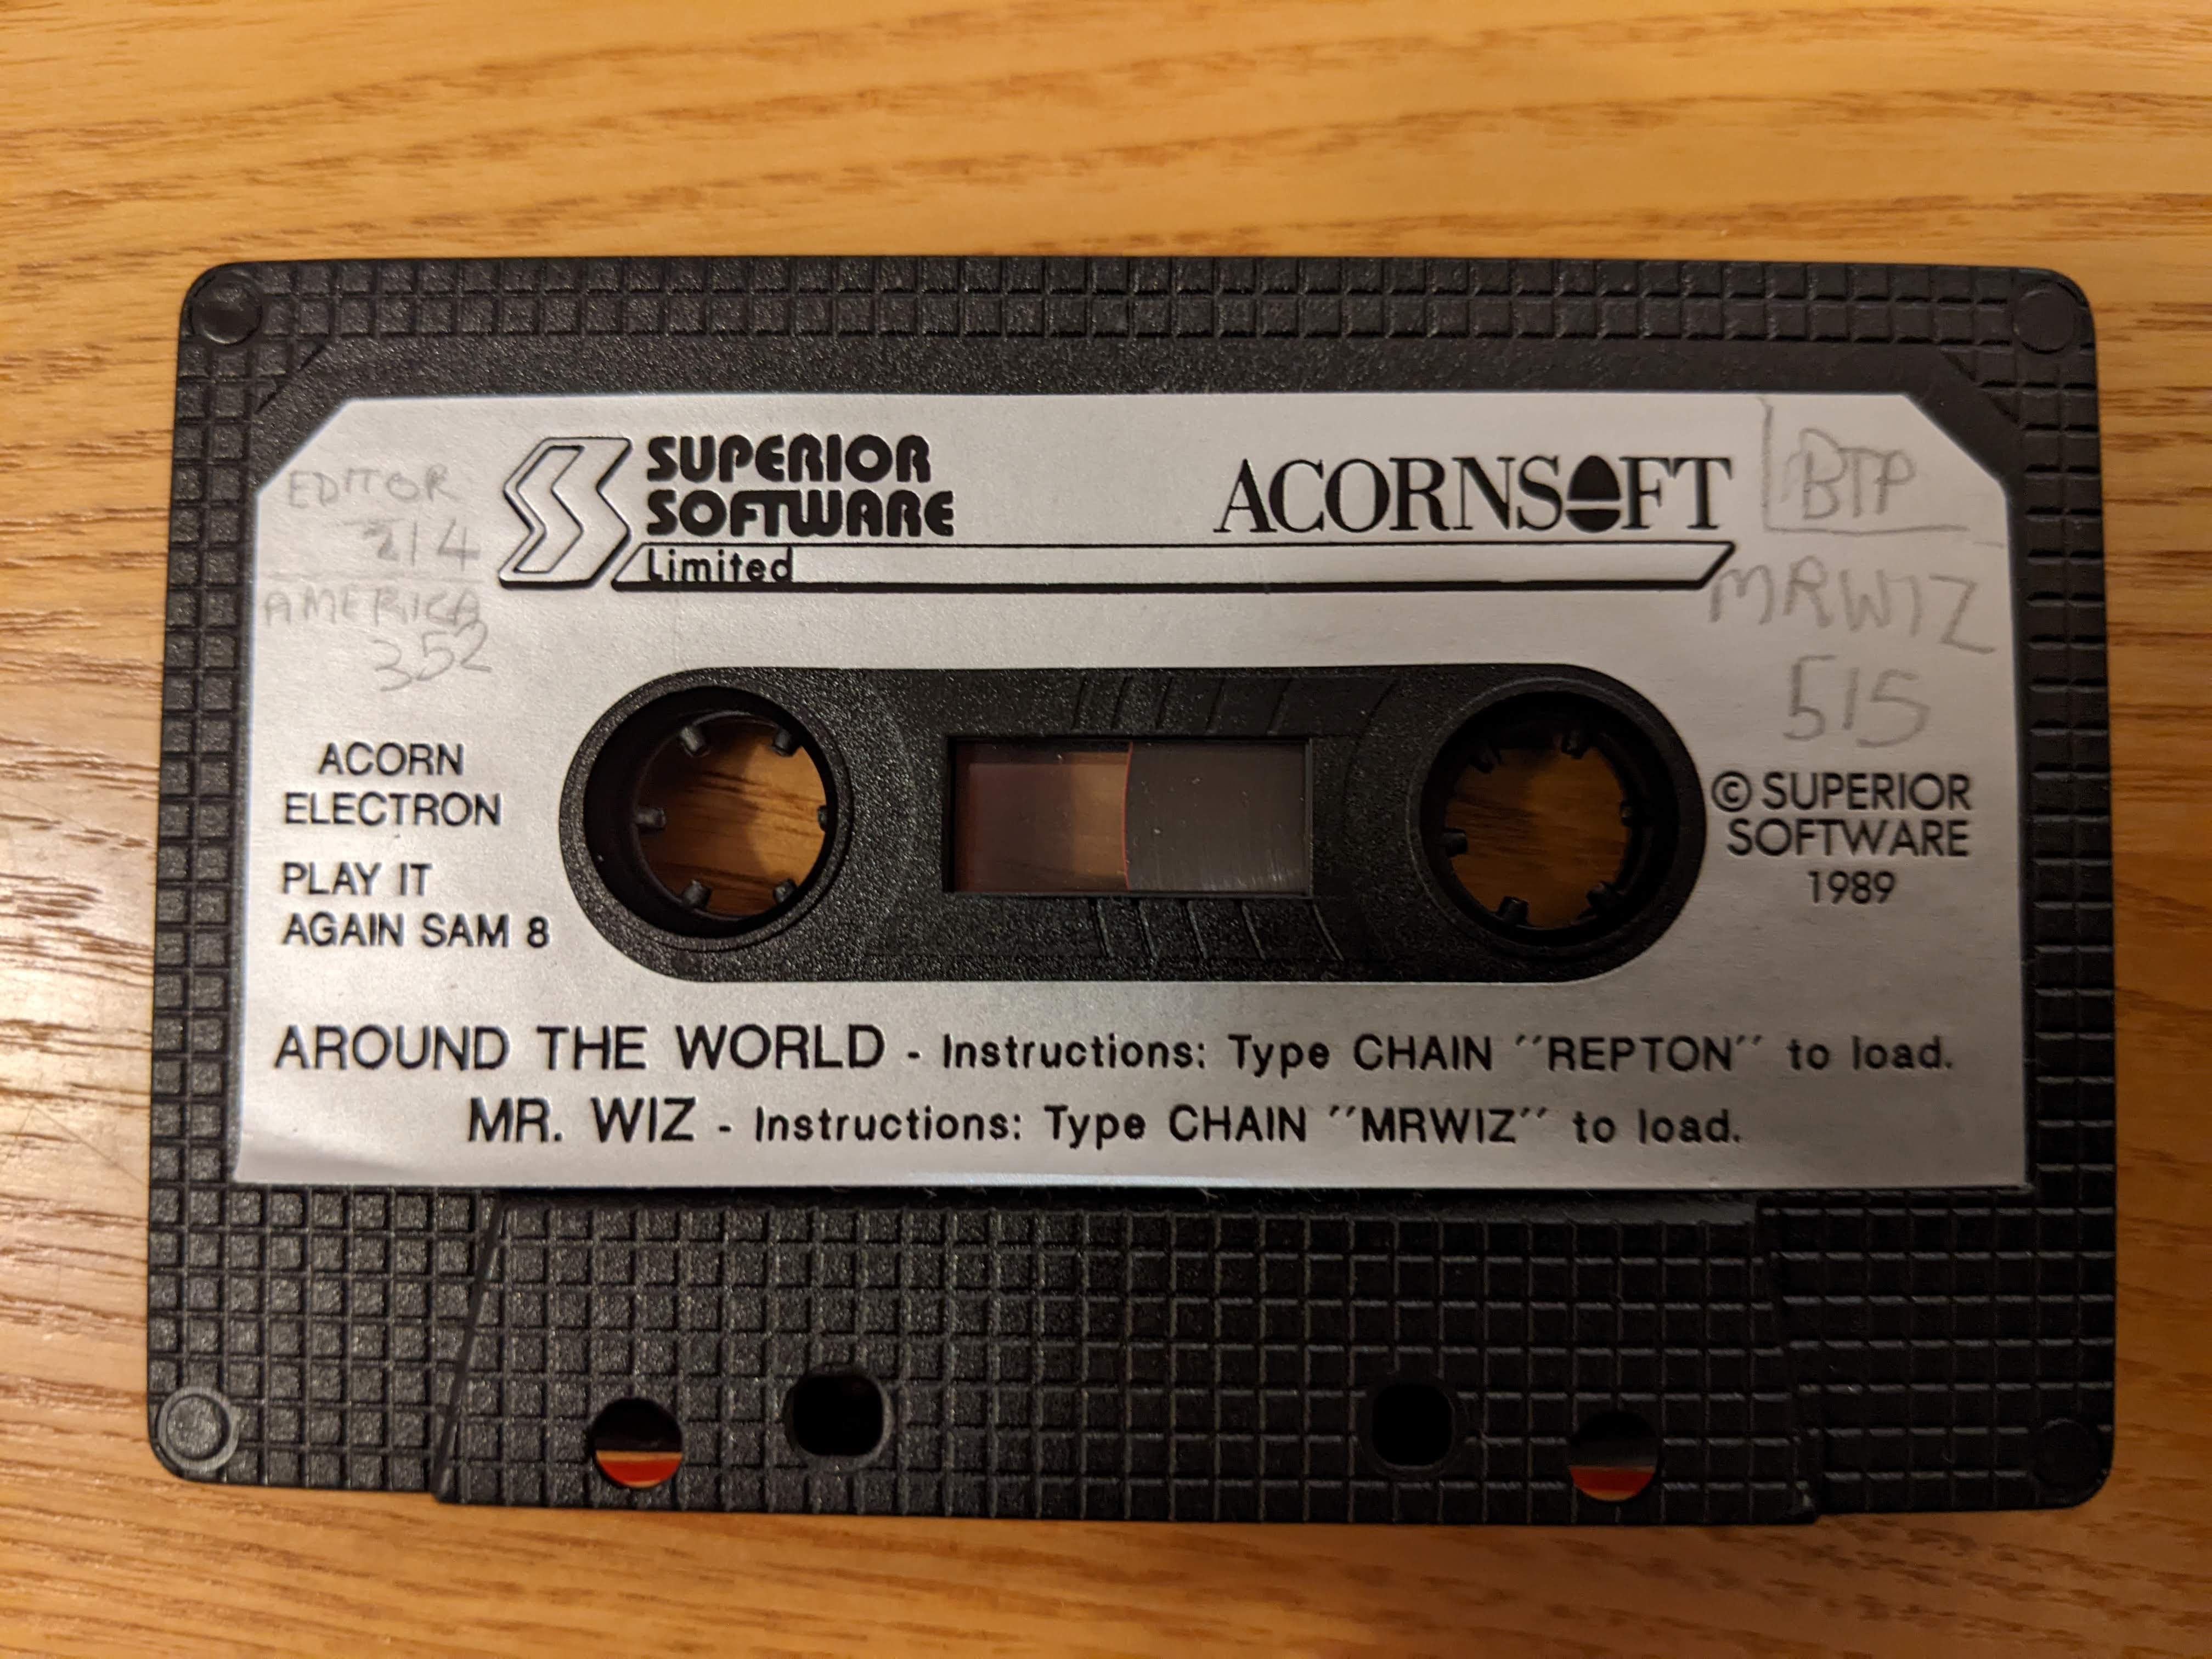 SUPERIOR
SOFTWARE
Limited
ACORNSOFT
EDITOR
214
AMERICA
352
BTP
MRWIZ
515
ACORN
ELECTRON
PLAY IT
AGAIN SAM 8
© SUPERIOR
SOFTWARE
1989
AROUND THE WORLD - Instructions: Type CHAIN ´´REPTON´´ to load.
MR. WIZ - Instructions: Type CHAIN ´´MRWIZ´´ to load.